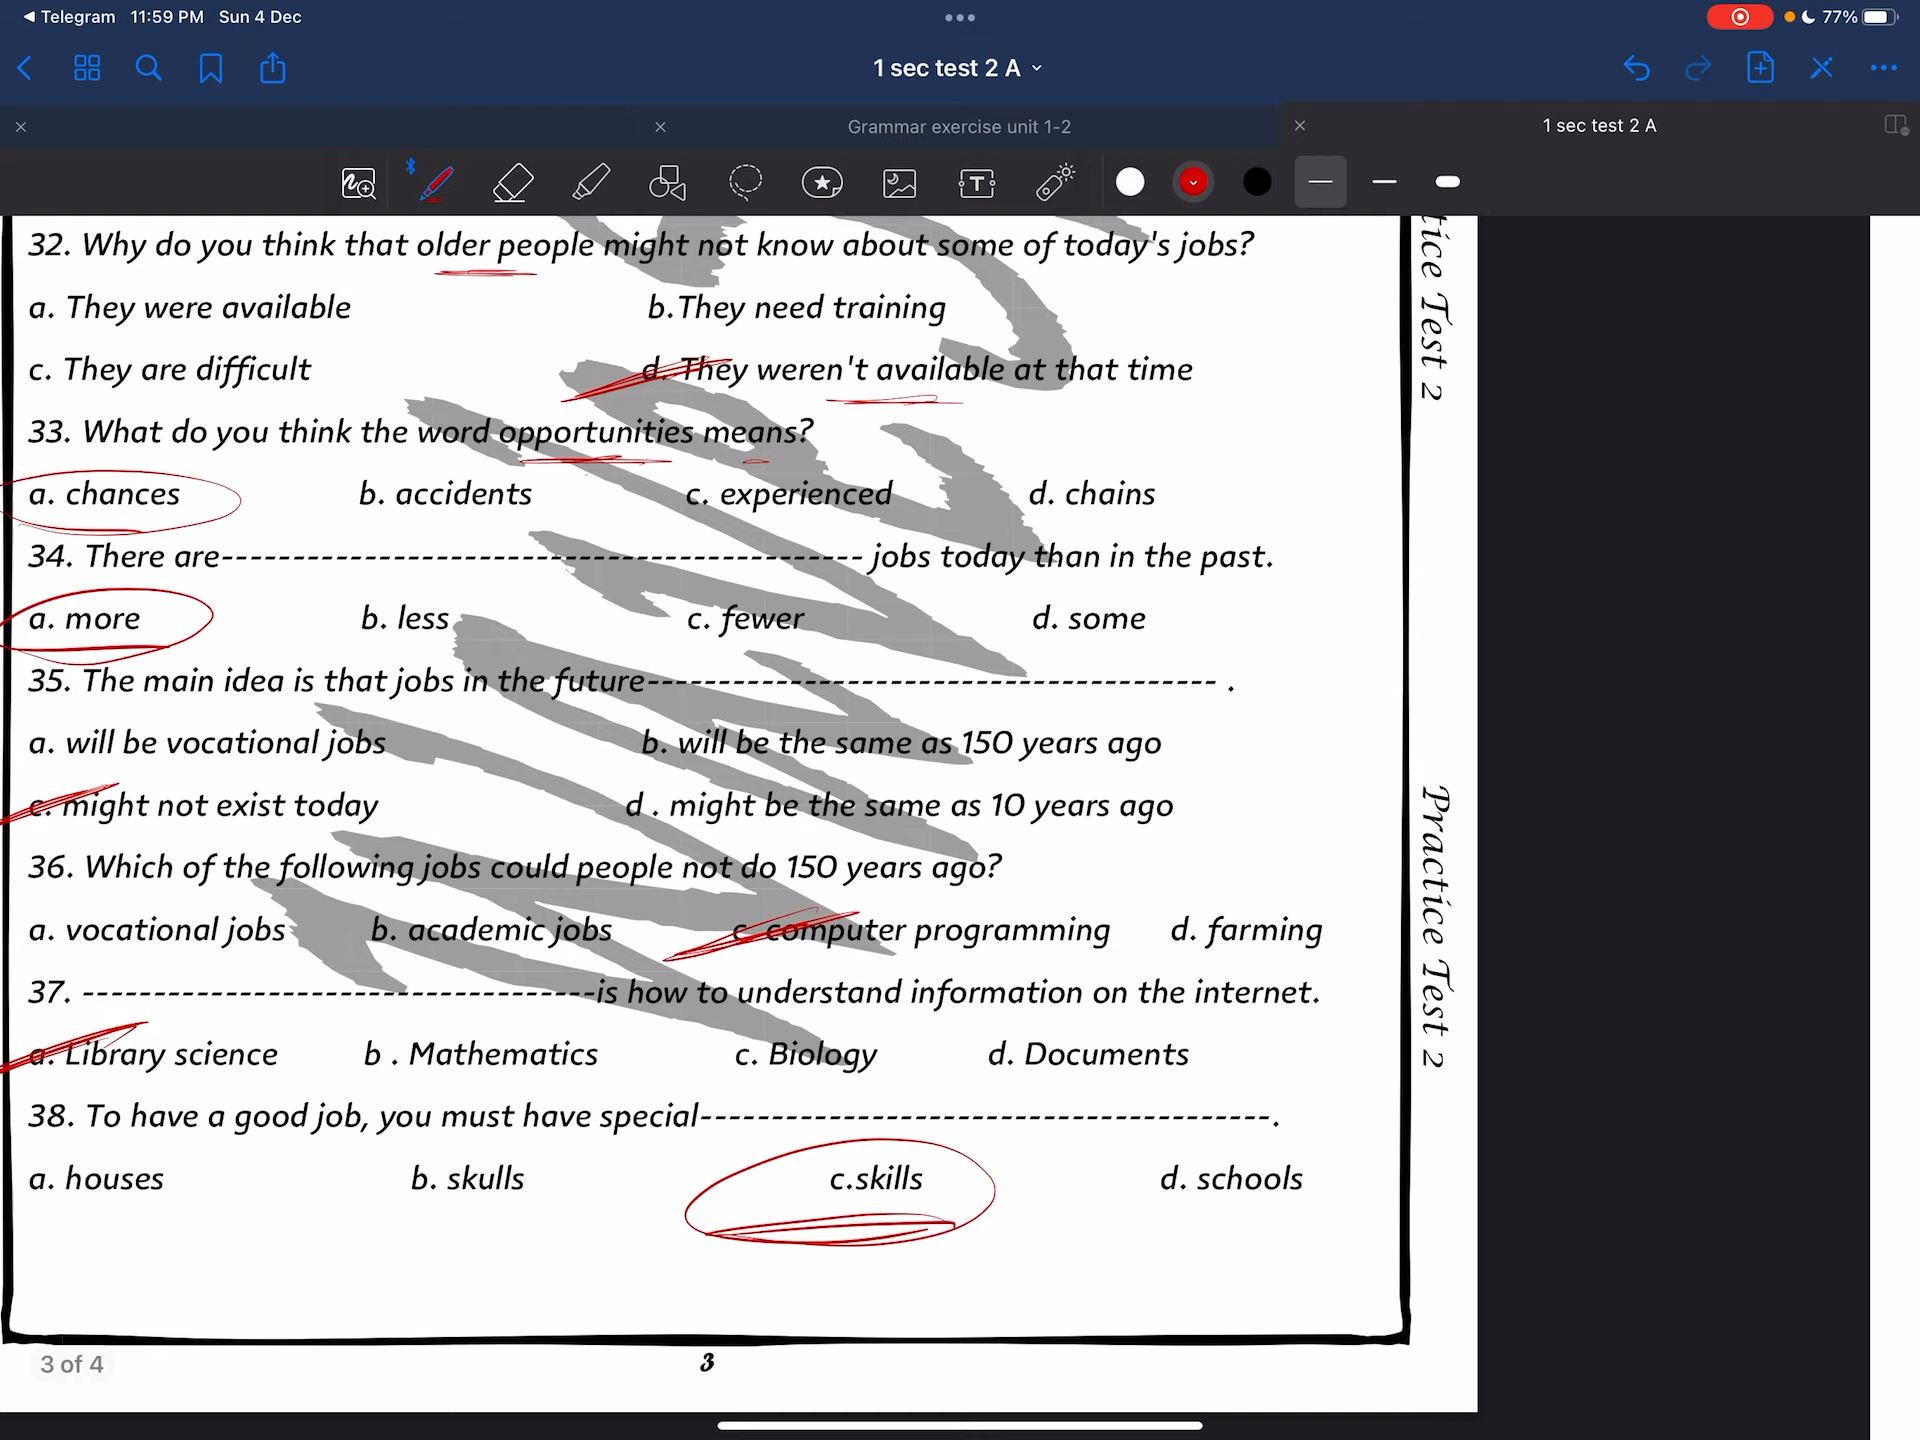 Telegram 11:59 PM Sun 4 Dec
77%
1 sec test 2 A
Grammar exercise unit 1-2
1 sec test 2 A
32. Why do you think that older people might not know about some of today's jobs?
a. They were available b.They need training
c. They are difficult d. They weren't available at that time
33. What do you think the word opportunities means?
a. chances b. accidents c. experienced d. chains
34. There are--------------------------------------------- jobs today than in the past.
a. more b. less c. fewer d. some
35. The main idea is that jobs in the future---------------------------------------- .
a. will be vocational jobs b. will be the same as 150 years ago
c. might not exist today d . might be the same as 10 years ago
36. Which of the following jobs could people not do 150 years ago?
a. vocational jobs b. academic jobs c. computer programming d. farming
37. ------------------------------------is how to understand information on the internet.
a. Library science b . Mathematics c. Biology d. Documents
38. To have a good job, you must have special----------------------------------------.
a. houses b. skulls c.skills d. schools
3 of 4
3
tice Test 2
Practice Test 2